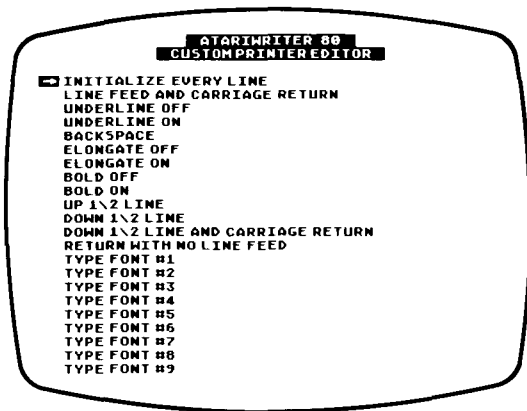 ATARIWRITER 80
CUSTOM PRINTER EDITOR
INITIALIZE EVERY LINE
LINE FEED AND CARRIAGE RETURN
UNDERLINE OFF
UNDERLINE ON
BACKSPACE
ELONGATE OFF
ELONGATE ON
BOLD OFF
BOLD ON
UP 1\2 LINE
DOWN 1\2 LINE
DOWN 1\2 LINE AND CARRIAGE RETURN
RETURN WITH NO LINE FEED
TYPE FONT #1
TYPE FONT #2
TYPE FONT #3
TYPE FONT #4
TYPE FONT #5
TYPE FONT #6
TYPE FONT #7
TYPE FONT #8
TYPE FONT #9